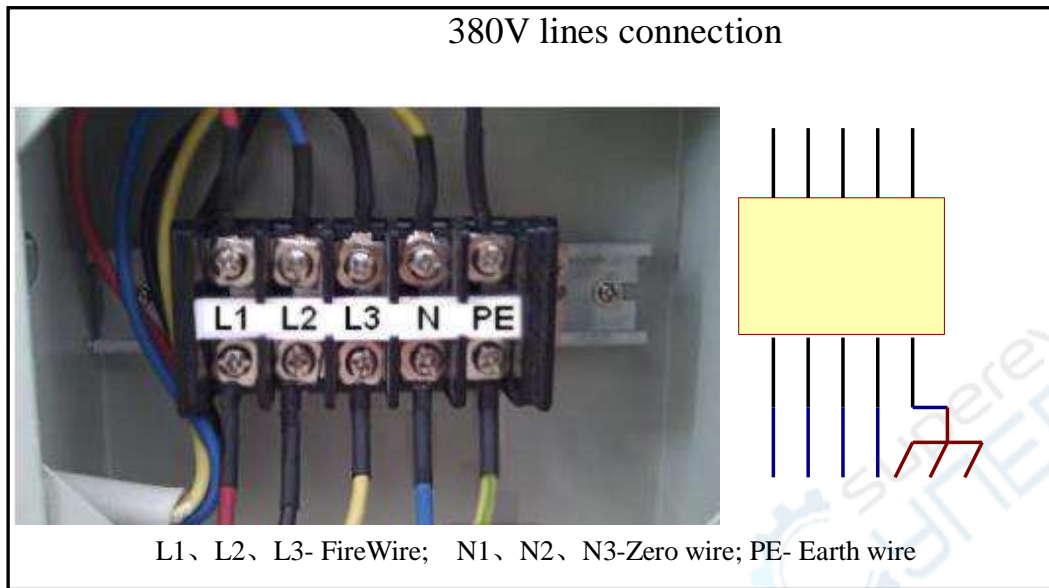 380V lines connection
L1 L2 L3 N PE
L1、L2、L3- FireWire; N1、N2、N3-Zero wire; PE- Earth wire